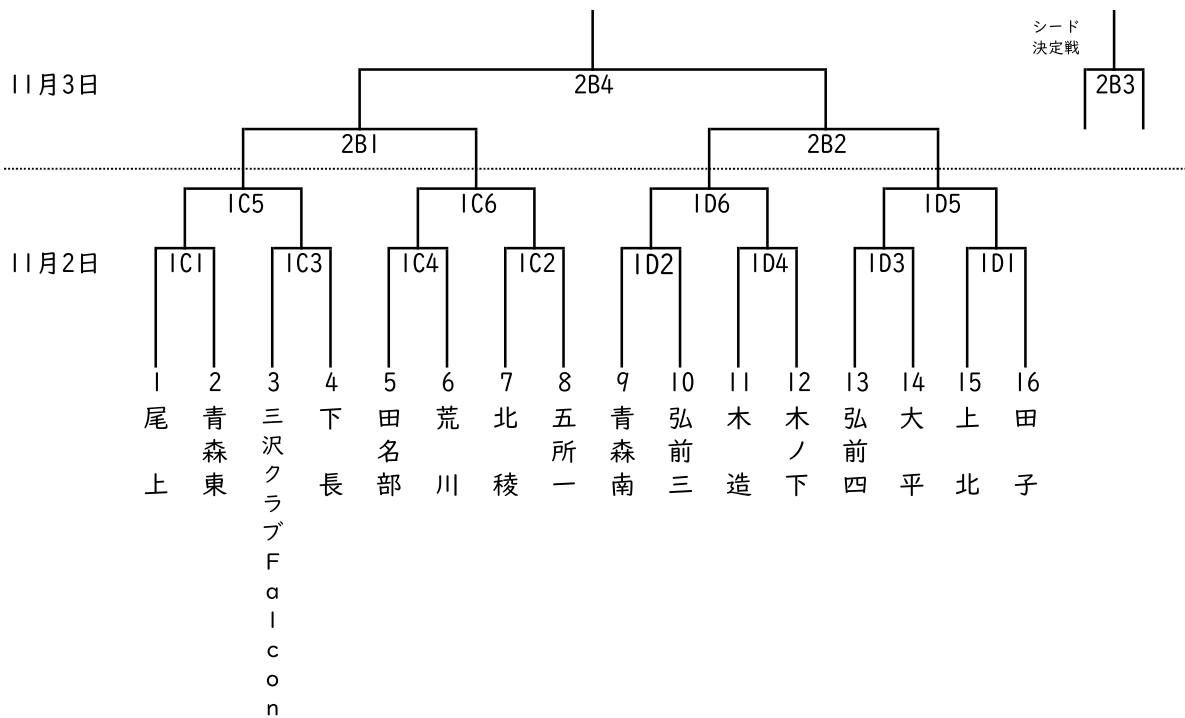 シード
決定戦
11月3日
2B4
2B3
2B1
2B2
1C5
1C6
1D6
1D5
11月2日
1C1
1C3
1C4
1C2
1D2
1D4
1D3
1D1
1
2
3
4
5
6
7
8
9
10
11
12
13
14
15
16
尾上
青森東
三沢クラブFalcon
下長
田名部
荒川
北稜
五所一
青森南
弘前三
木造
木ノ下
弘前四
大平
上北
田子